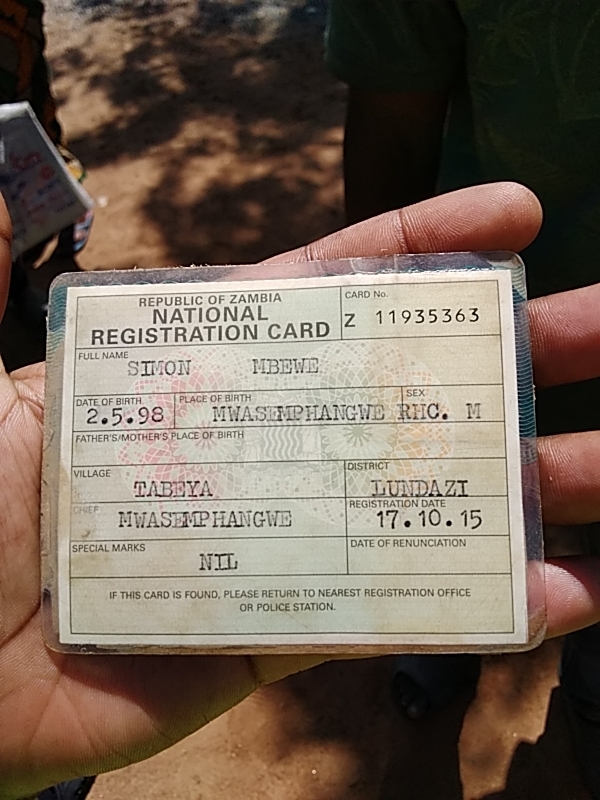 REPUBLIC OF ZAMBIA
NATIONAL
REGISTRATION CARD
CARD No.
Z 11935363
FULL NAME
SIMON MBEWE
DATE OF BIRTH
2.5.98
PLACE OF BIRTH
MWASEMPHANGWE RHC.
SEX
M
FATHER'S/MOTHER'S PLACE OF BIRTH
VILLAGE
TABEYA
DISTRICT
LUNDAZI
CHIEF
MWASEMPHANGWE
REGISTRATION DATE
17.10.15
SPECIAL MARKS
NIL
DATE OF RENUNCIATION
IF THIS CARD IS FOUND, PLEASE RETURN TO NEAREST REGISTRATION OFFICE
OR POLICE STATION.